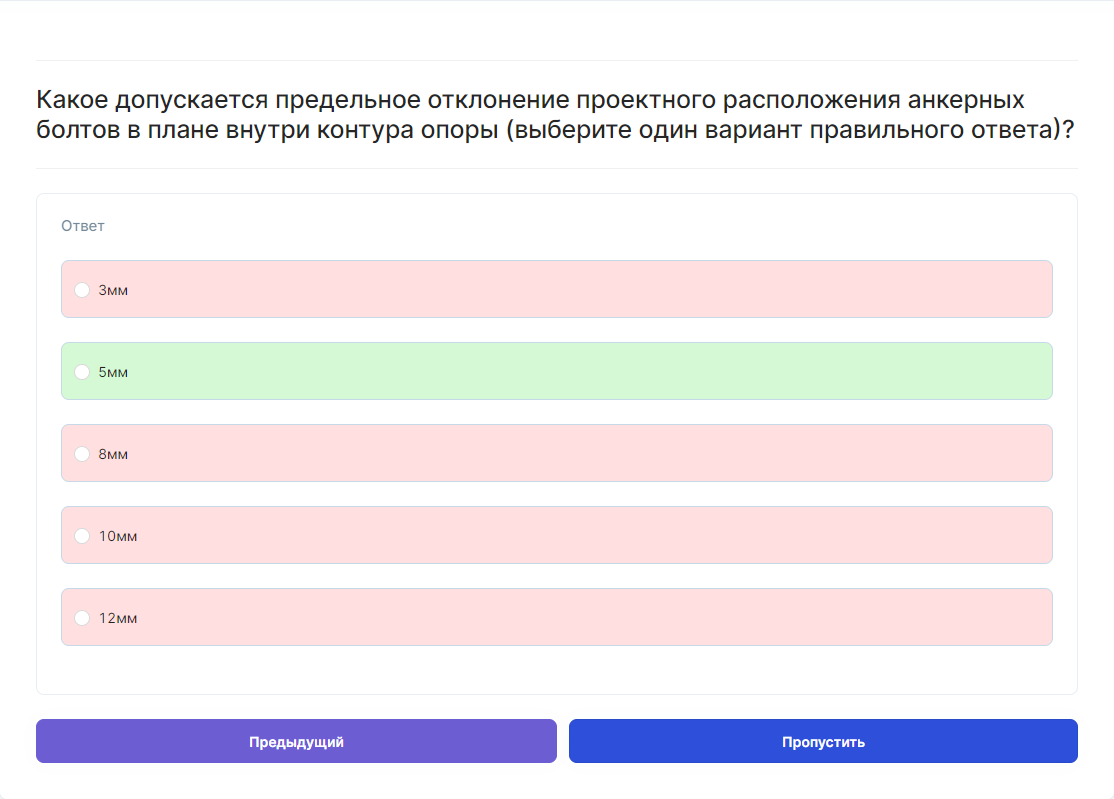 Какое допускается предельное отклонение проектного расположения анкерных
болтов в плане внутри контура опоры (выберите один вариант правильного ответа)?
Ответ
3мм
5мм
8мм
10мм
12мм
Предыдущий
Пропустить